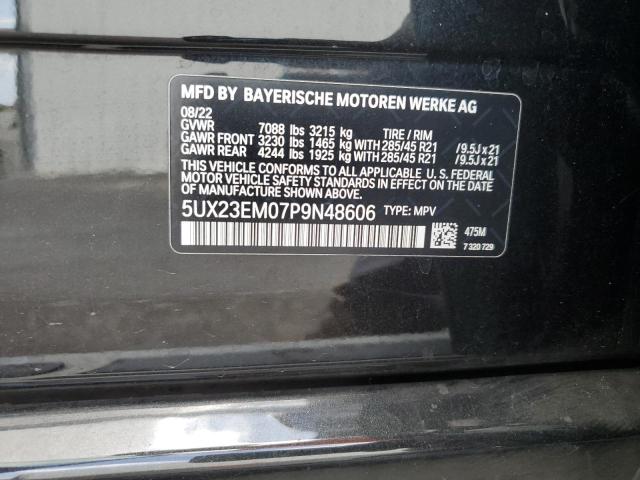 MFD BY BAYERISCHE MOTOREN WERKE AG
08/22
GVWR 7088 lbs 3215 kg TIRE / RIM
GAWR FRONT 3230 lbs 1465 kg WITH 285/45 R21 /9.5J x 21
GAWR REAR 4244 lbs 1925 kg WITH 285/45 R21 /9.5J x 21
THIS VEHICLE CONFORMS TO ALL APPLICABLE U. S. FEDERAL
MOTOR VEHICLE SAFETY STANDARDS IN EFFECT ON THE DATE
OF MANUFACTURE SHOWN ABOVE.
5UX23EM07P9N48606 TYPE: MPV
475M
7 320 729